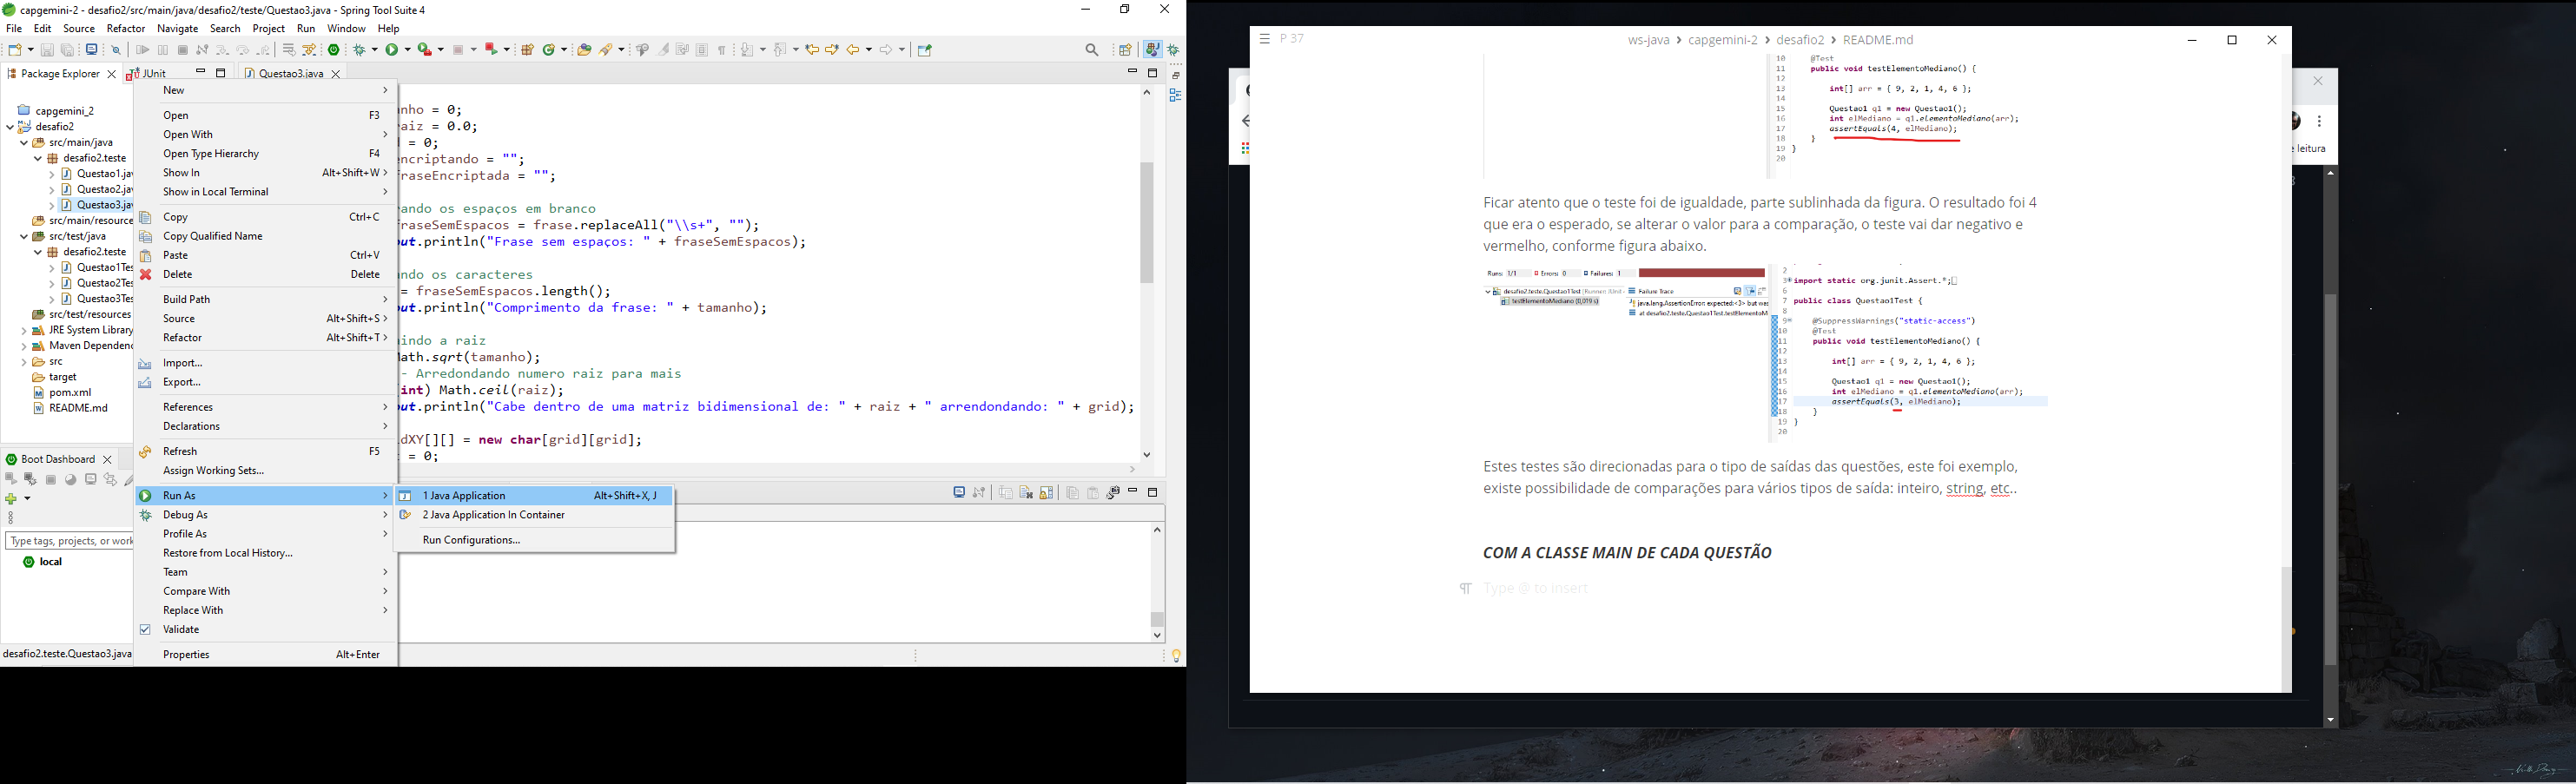 capgemini-2 - desafio2/src/main/java/desafio2/teste/Questao3.java - Spring Tool Suite 4
File Edit Source Refactor Navigate Search Project Run Window Help
Package Explorer
JUnit
Questao3.java
capgemini_2
desafio2
src/main/java
desafio2.teste
Questao1.jav
Questao2.jav
Questao3.jav
src/main/resource
src/test/java
desafio2.teste
Questao1Tes
Questao2Tes
Questao3Tes
src/test/resources
JRE System Library
Maven Dependenc
src
target
pom.xml
README.md
Boot Dashboard
Type tags, projects, or work
local
desafio2.teste.Questao3.java
New
Open F3
Open With
Open Type Hierarchy F4
Show In Alt+Shift+W
Show in Local Terminal
Copy Ctrl+C
Copy Qualified Name
Paste Ctrl+V
Delete Delete
Build Path
Source Alt+Shift+S
Refactor Alt+Shift+T
Import...
Export...
References
Declarations
Refresh F5
Assign Working Sets...
Run As
Debug As
Profile As
Restore from Local History...
Team
Compare With
Replace With
Validate
Properties Alt+Enter
1 Java Application Alt+Shift+X, J
2 Java Application In Container
Run Configurations...
nho = 0;
raiz = 0.0;
= 0;
encriptando = "";
fraseEncriptada = "";
ando os espaços em branco
fraseSemEspacos = frase.replaceAll("\\s+", "");
ut.println("Frase sem espaços: " + fraseSemEspacos);
ndo os caracteres
= fraseSemEspacos.length();
ut.println("Comprimento da frase: " + tamanho);
indo a raiz
Math.sqrt(tamanho);
- Arredondando numero raiz para mais
int) Math.ceil(raiz);
ut.println("Cabe dentro de uma matriz bidimensional de: " + raiz + " arrendondando: " + grid);
dXY[][] = new char[grid][grid];
= 0;
P 37
ws-java › capgemini-2 › desafio2 › README.md
10 @Test
11 public void testElementoMediano() {
12
13 int[] arr = { 9, 2, 1, 4, 6 };
14
15 Questao1 q1 = new Questao1();
16 int elMediano = q1.elementoMediano(arr);
17 assertEquals(4, elMediano);
18 }
19 }
20
Ficar atento que o teste foi de igualdade, parte sublinhada da figura. O resultado foi 4
que era o esperado, se alterar o valor para a comparação, o teste vai dar negativo e
vermelho, conforme figura abaixo.
Runs: 1/1 Errors: 0 Failures: 1
desafio2.teste.Questao1Test [Runner: JUnit
testElementoMediano (0,019 s)
Failure Trace
java.lang.AssertionError: expected:<3> but was
at desafio2.teste.Questao1Test.testElementoM
2
3 import static org.junit.Assert.*;
6
7 public class Questao1Test {
8
9 @SuppressWarnings("static-access")
10 @Test
11 public void testElementoMediano() {
12
13 int[] arr = { 9, 2, 1, 4, 6 };
14
15 Questao1 q1 = new Questao1();
16 int elMediano = q1.elementoMediano(arr);
17 assertEquals(3, elMediano);
18 }
19 }
20
Estes testes são direcionadas para o tipo de saídas das questões, este foi exemplo,
existe possibilidade de comparações para vários tipos de saída: inteiro, string, etc..
COM A CLASSE MAIN DE CADA QUESTÃO
Type @ to insert
leitura